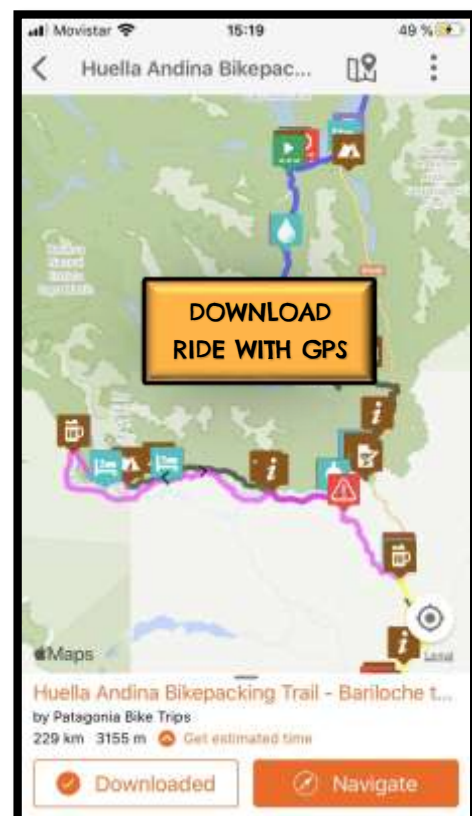 Movistar 15:19 49 %
Huella Andina Bikepac...
DOWNLOAD
RIDE WITH GPS
Maps
Legal
Huella Andina Bikepacking Trail - Bariloche t...
by Patagonia Bike Trips
229 km 3155 m Get estimated time
Downloaded Navigate